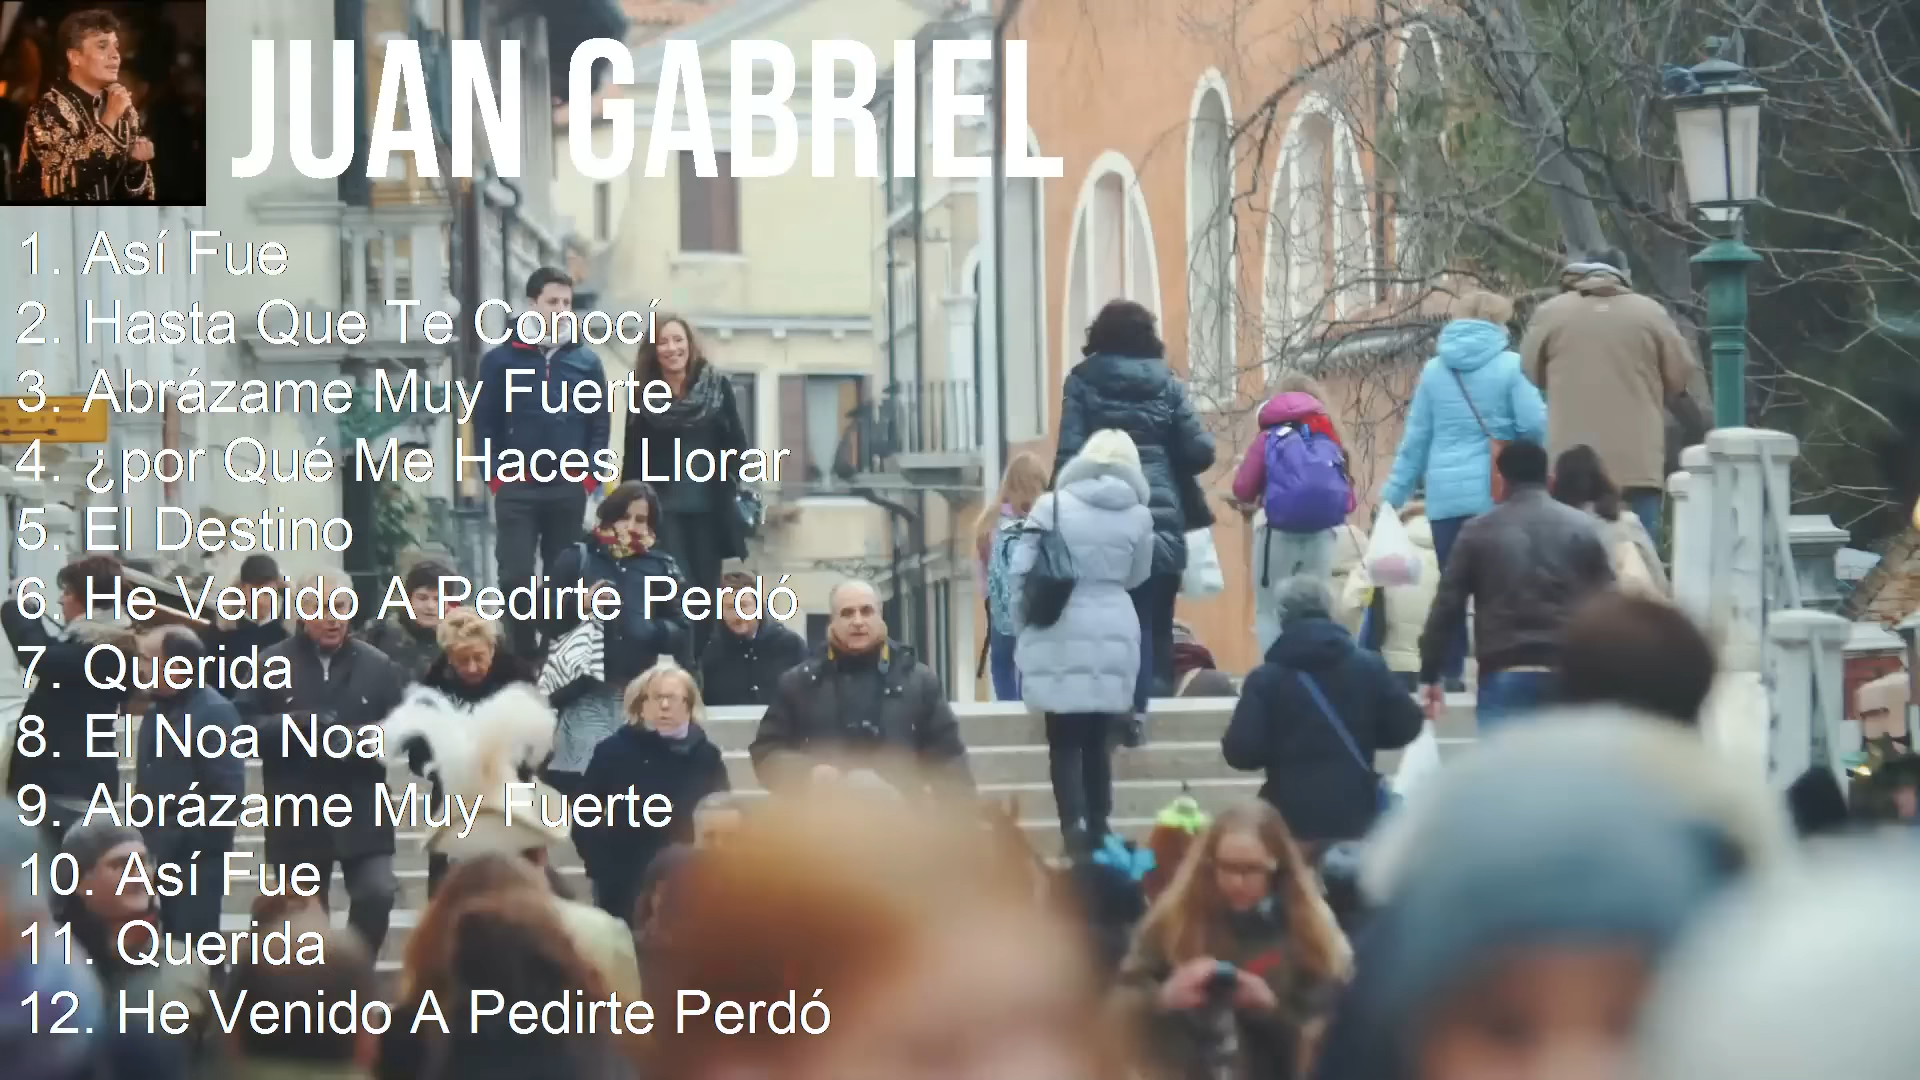 JUAN GABRIEL
1. Así Fue
2. Hasta Que Te Conocí
3. Abrázame Muy Fuerte
4. ¿por Qué Me Haces Llorar
5. El Destino
6. He Venido A Pedirte Perdó
7. Querida
8. El Noa Noa
9. Abrázame Muy Fuerte
10. Así Fue
11. Querida
12. He Venido A Pedirte Perdó